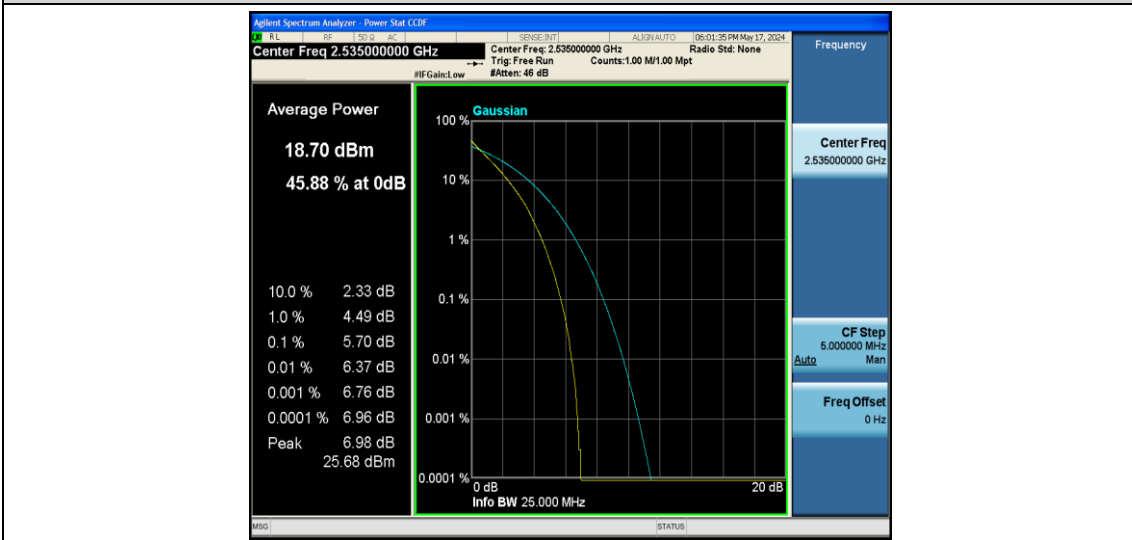 Agilent Spectrum Analyzer - Power Stat CCDF
LXI RL RF 50 Ω AC SENSE:INT ALIGNAUTO 06:01:35 PM May 17, 2024
Center Freq 2.535000000 GHz
Center Freq: 2.535000000 GHz Radio Std: None
Trig: Free Run Counts:1.00 M/1.00 Mpt
#IFGain:Low #Atten: 46 dB
Frequency
Average Power
18.70 dBm
45.88 % at 0dB
10.0 % 2.33 dB
1.0 % 4.49 dB
0.1 % 5.70 dB
0.01 % 6.37 dB
0.001 % 6.76 dB
0.0001 % 6.96 dB
Peak 6.98 dB
25.68 dBm
Gaussian
100 %
10 %
1 %
0.1 %
0.01 %
0.001 %
0.0001 %
0 dB 20 dB
Info BW 25.000 MHz
Center Freq
2.535000000 GHz
CF Step
5.000000 MHz
Auto Man
Freq Offset
0 Hz
MSG STATUS